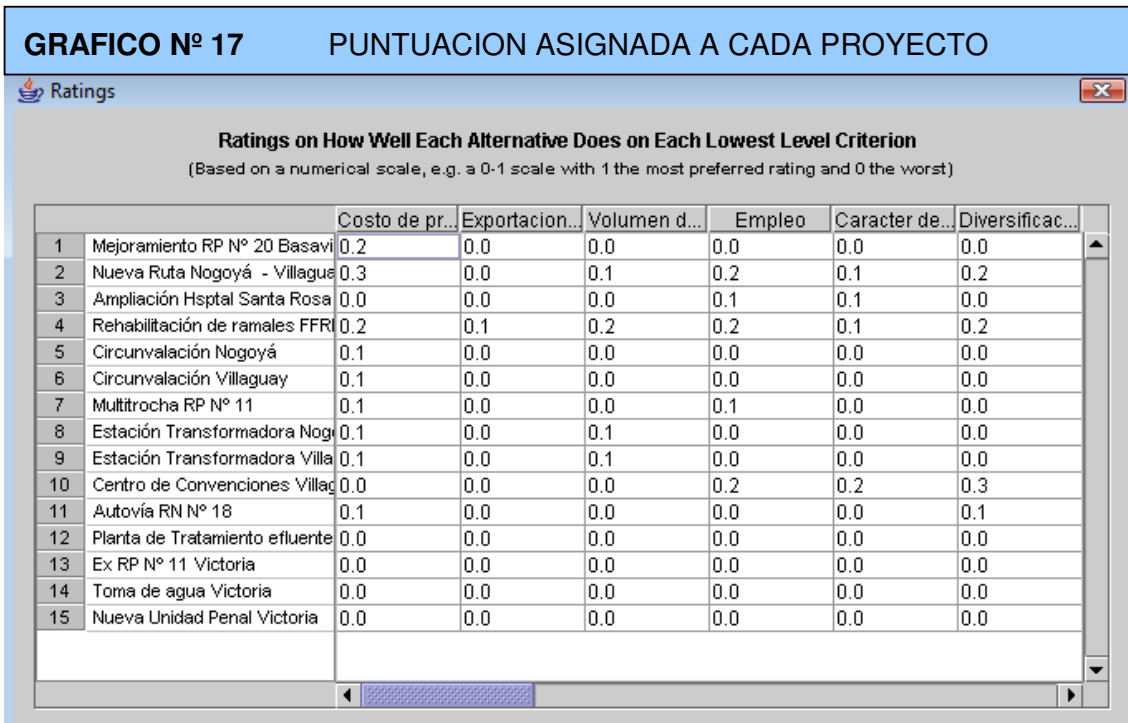 GRAFICO Nº 17 PUNTUACION ASIGNADA A CADA PROYECTO
Ratings
Ratings on How Well Each Alternative Does on Each Lowest Level Criterion
(Based on a numerical scale, e.g. a 0-1 scale with 1 the most preferred rating and 0 the worst)
Costo de pr... Exportacion... Volumen d... Empleo Caracter de... Diversificac...
1 Mejoramiento RP Nº 20 Basavi 0.2 0.0 0.0 0.0 0.0 0.0
2 Nueva Ruta Nogoyá - Villagua 0.3 0.0 0.1 0.2 0.1 0.2
3 Ampliación Hsptal Santa Rosa 0.0 0.0 0.0 0.1 0.1 0.0
4 Rehabilitación de ramales FFRR 0.2 0.1 0.2 0.2 0.1 0.2
5 Circunvalación Nogoyá 0.1 0.0 0.0 0.0 0.0 0.0
6 Circunvalación Villaguay 0.1 0.0 0.0 0.0 0.0 0.0
7 Multitrocha RP Nº 11 0.1 0.0 0.0 0.1 0.0 0.0
8 Estación Transformadora Nog 0.1 0.0 0.1 0.0 0.0 0.0
9 Estación Transformadora Villa 0.1 0.0 0.1 0.0 0.0 0.0
10 Centro de Convenciones Villag 0.0 0.0 0.0 0.2 0.2 0.3
11 Autovía RN Nº 18 0.1 0.0 0.0 0.0 0.0 0.1
12 Planta de Tratamiento efluente 0.0 0.0 0.0 0.0 0.0 0.0
13 Ex RP Nº 11 Victoria 0.0 0.0 0.0 0.0 0.0 0.0
14 Toma de agua Victoria 0.0 0.0 0.0 0.0 0.0 0.0
15 Nueva Unidad Penal Victoria 0.0 0.0 0.0 0.0 0.0 0.0